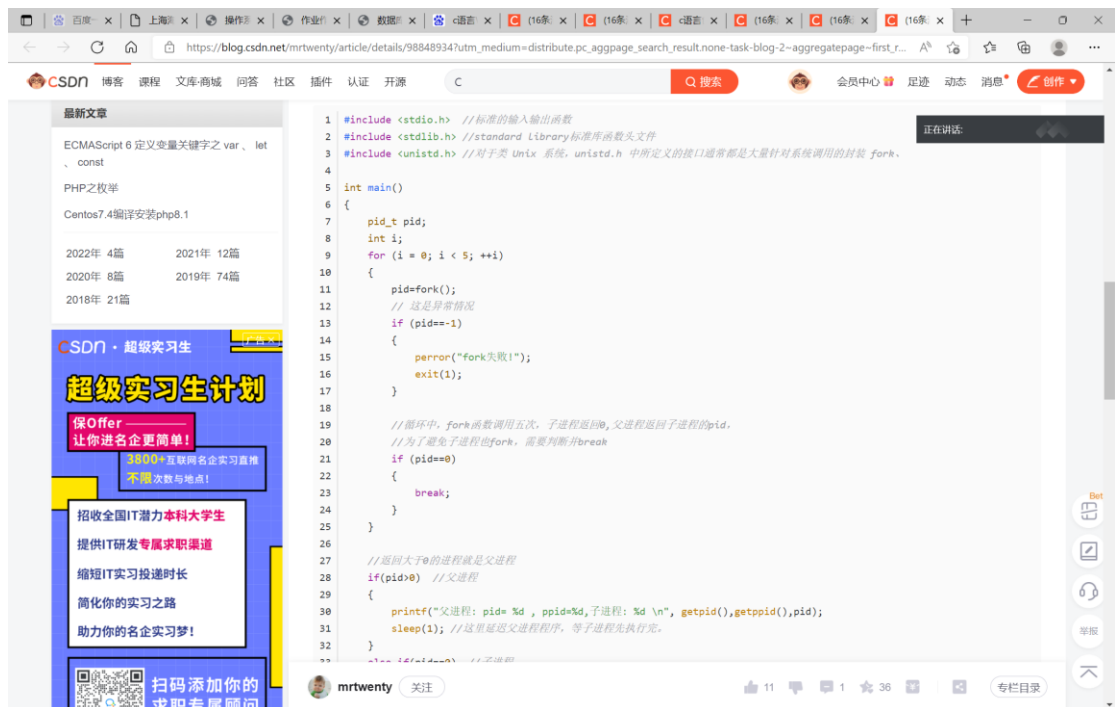 百度一
上海
操作
作业
数据
c语言
(16条
(16条
c语言
(16条
(16条
(16条
https://blog.csdn.net/mrtwenty/article/details/98848934?utm_medium=distribute.pc_aggpage_search_result.none-task-blog-2~aggregatepage~first_r...
CSDN 博客 课程 文库·商城 问答 社区 插件 认证 开源 C 搜索 会员中心 足迹 动态 消息 创作
最新文章
ECMAScript 6 定义变量关键字之 var 、 let
、 const
PHP之枚举
Centos7.4编译安装php8.1
2022年 4篇 2021年 12篇
2020年 8篇 2019年 74篇
2018年 21篇
CSDN · 超级实习生
超级实习生计划
保Offer
让你进名企更简单!
3800+互联网名企实习直推
不限次数与地点!
招收全国IT潜力本科大学生
提供IT研发专属求职渠道
缩短IT实习投递时长
简化你的实习之路
助力你的名企实习梦!
扫码添加你的
求职专属顾问
1 #include <stdio.h> //标准的输入输出函数
2 #include <stdlib.h> //standard library标准库函数头文件
3 #include <unistd.h> //对于类 Unix 系统，unistd.h 中所定义的接口通常都是大量针对系统调用的封装 fork、
4
5 int main()
6 {
7 pid_t pid;
8 int i;
9 for (i = 0; i < 5; ++i)
10 {
11 pid=fork();
12 // 这是异常情况
13 if (pid==-1)
14 {
15 perror("fork失败!");
16 exit(1);
17 }
18
19 //循环中，fork函数调用五次，子进程返回0,父进程返回子进程的pid，
20 //为了避免子进程也fork，需要判断并break
21 if (pid==0)
22 {
23 break;
24 }
25 }
26
27 //返回大于0的进程就是父进程
28 if(pid>0) //父进程
29 {
30 printf("父进程: pid= %d , ppid=%d,子进程: %d \n", getpid(),getppid(),pid);
31 sleep(1); //这里延迟父进程程序，等子进程先执行完。
32 }
33 else if(pid==0) //子进程
正在讲话:
Bet
举报
mrtwenty 关注 11 1 36 专栏目录